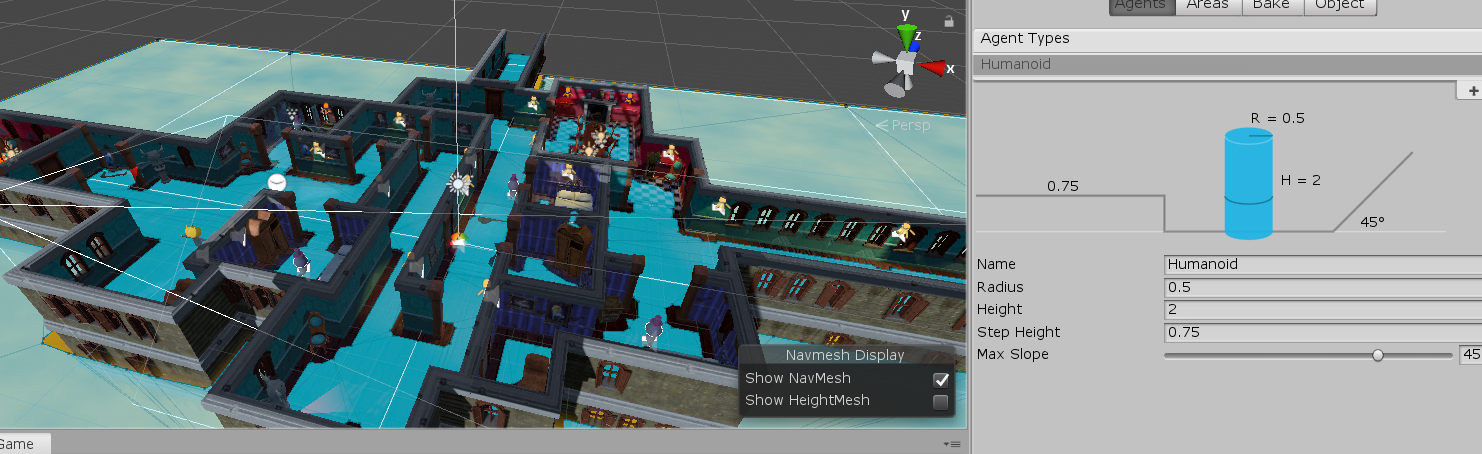 Agents Areas Bake Object
Agent Types
Humanoid
y
z
x
Persp
R = 0.5
0.75
H = 2
45°
Name Humanoid
Radius 0.5
Height 2
Step Height 0.75
Max Slope 45
Navmesh Display
Show NavMesh
Show HeightMesh
Game